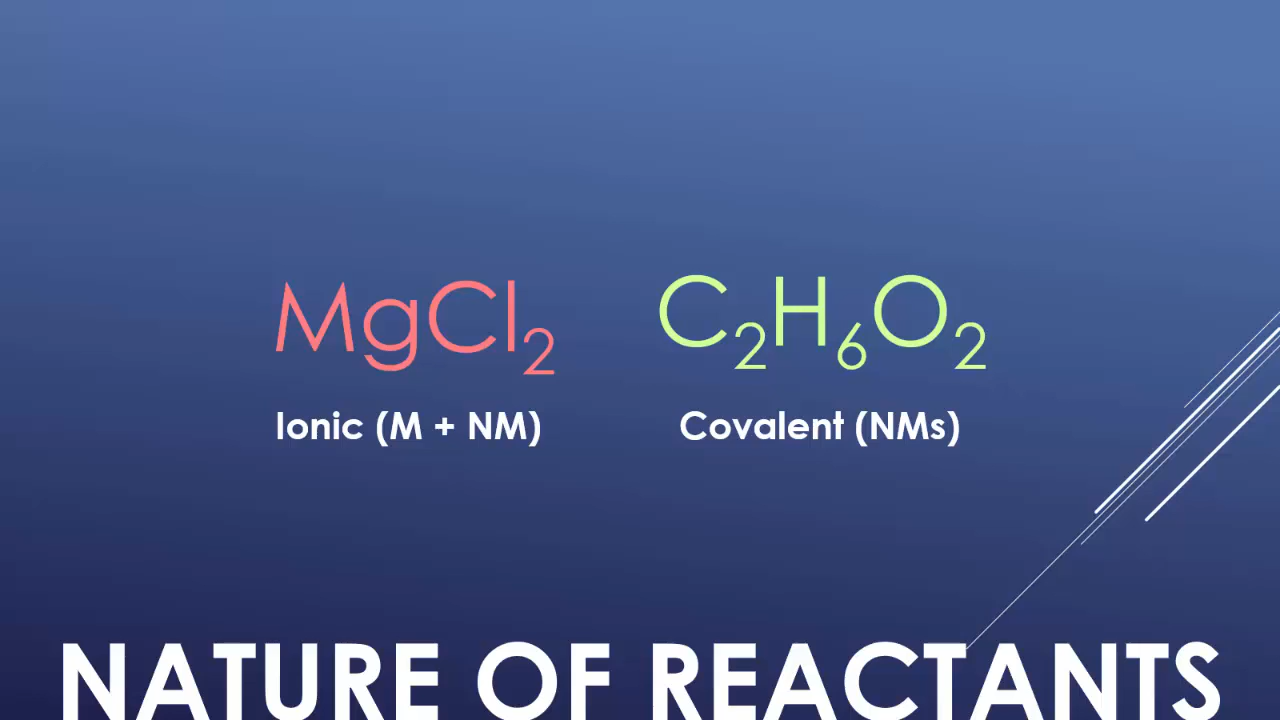 MgCl₂ C₂H₆O₂
Ionic (M + NM) Covalent (NMs)
NATURE OF REACTANTS